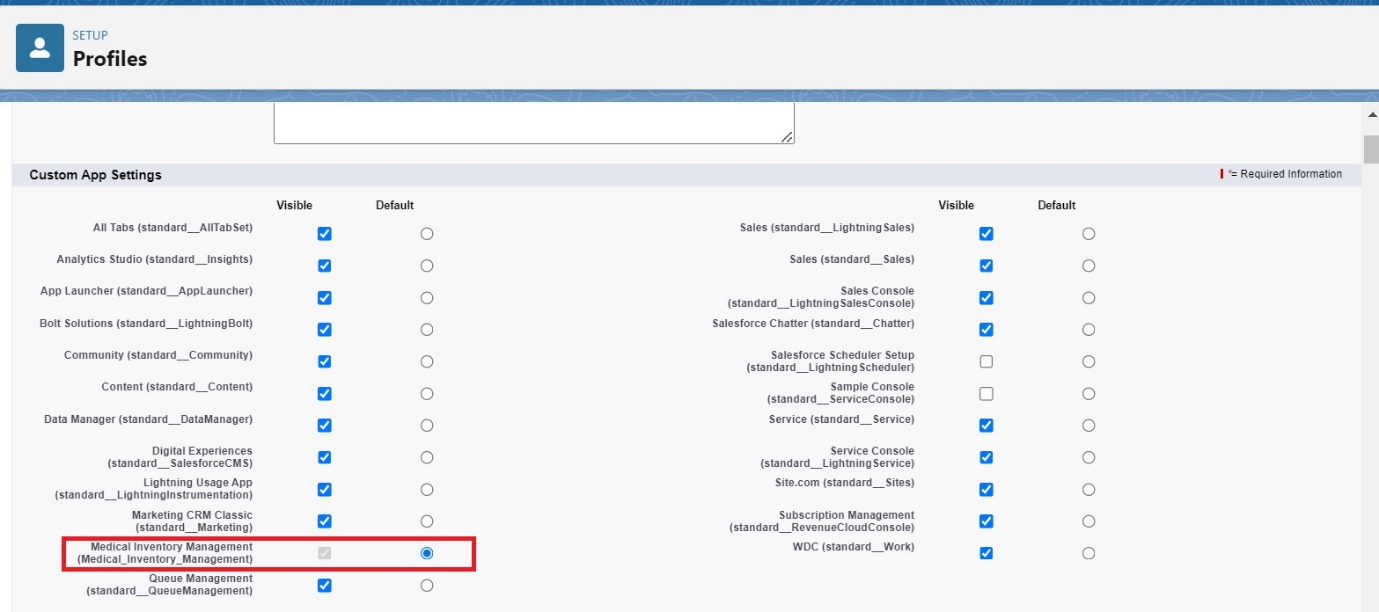 SETUP
Profiles
Custom App Settings
*= Required Information
Visible Default
All Tabs (standard__AllTabSet)
Analytics Studio (standard__Insights)
App Launcher (standard__AppLauncher)
Bolt Solutions (standard__LightningBolt)
Community (standard__Community)
Content (standard__Content)
Data Manager (standard__DataManager)
Digital Experiences
(standard__SalesforceCMS)
Lightning Usage App
(standard__LightningInstrumentation)
Marketing CRM Classic
(standard__Marketing)
Medical Inventory Management
(Medical_Inventory_Management)
Queue Management
(standard__QueueManagement)
Visible Default
Sales (standard__LightningSales)
Sales (standard__Sales)
Sales Console
(standard__LightningSalesConsole)
Salesforce Chatter (standard__Chatter)
Salesforce Scheduler Setup
(standard__LightningScheduler)
Sample Console
(standard__ServiceConsole)
Service (standard__Service)
Service Console
(standard__LightningService)
Site.com (standard__Sites)
Subscription Management
(standard__RevenueCloudConsole)
WDC (standard__Work)